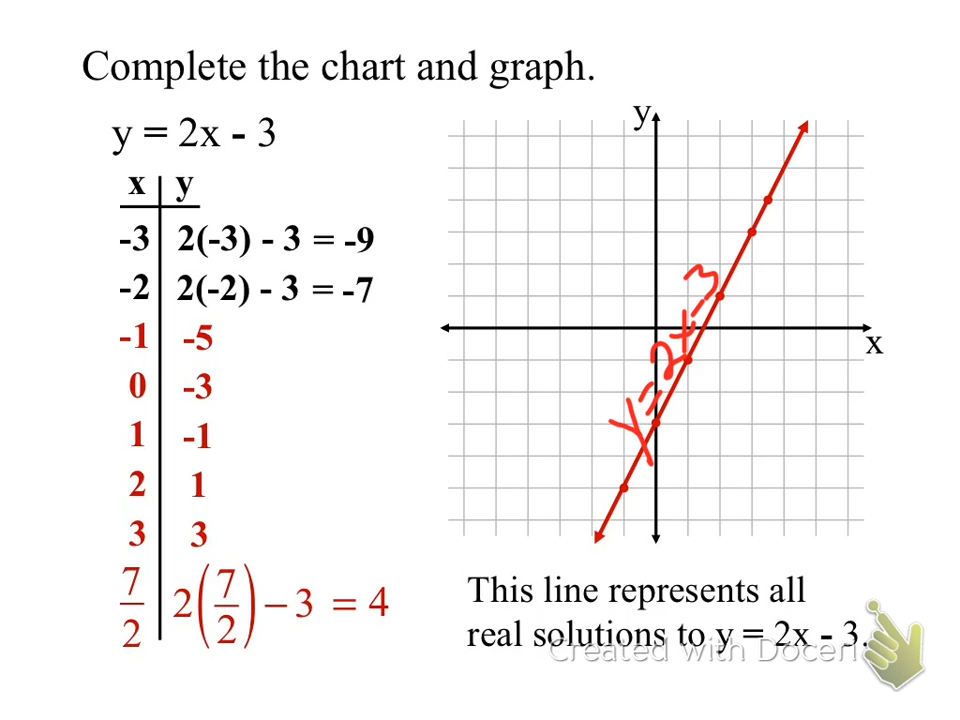 Complete the chart and graph.
y = 2x - 3
x y
-3 2(-3) - 3 = -9
-2 2(-2) - 3 = -7
-1 -5
0 -3
1 -1
2 1
3 3
7/2 2(7/2) - 3 = 4
y
x
y=2x-3
This line represents all
real solutions to y = 2x - 3.
Created with Doceri